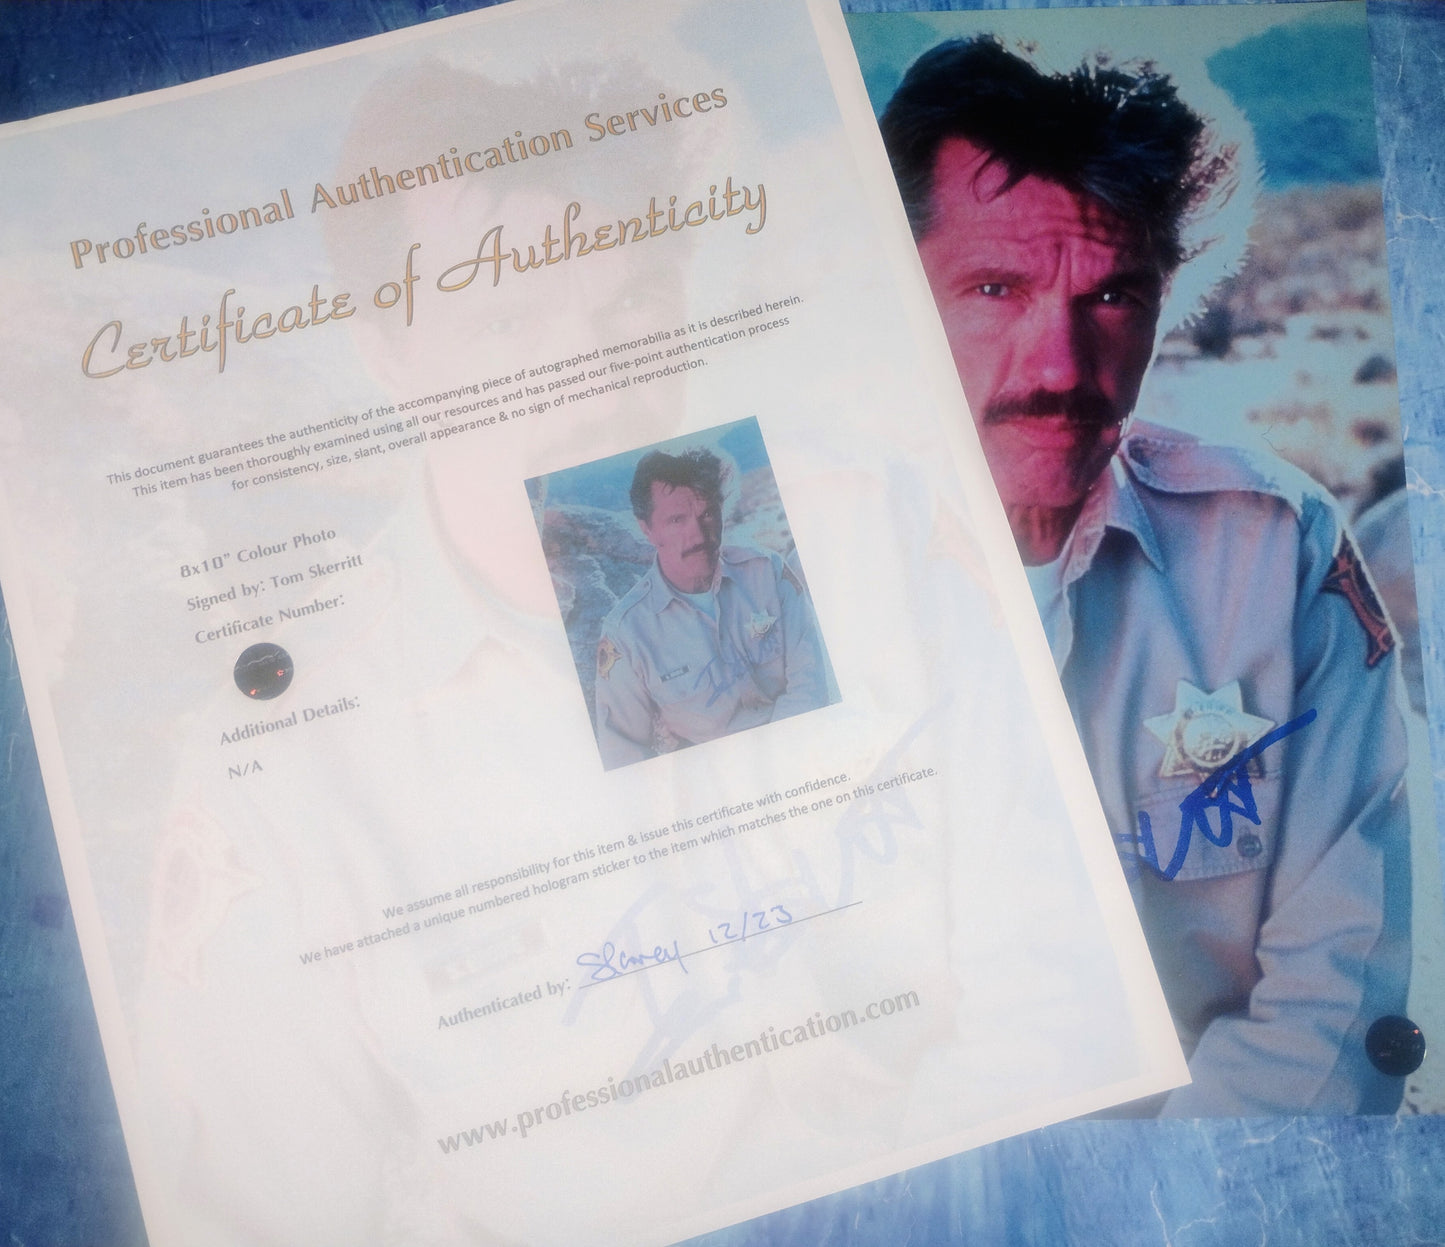 Professional Authentication Services
Certificate of Authenticity
This document guarantees the authenticity of the accompanying piece of autographed memorabilia as it is described herein.
This item has been thoroughly examined using all our resources and has passed our five-point authentication process
for consistency, size, slant, overall appearance & no sign of mechanical reproduction.
8x10" Colour Photo
Signed by: Tom Skerritt
Certificate Number:
Additional Details:
N/A
We assume all responsibility for this item & issue this certificate with confidence.
We have attached a unique numbered hologram sticker to the item which matches the one on this certificate.
Authenticated by: 12/23
www.professionalauthentication.com